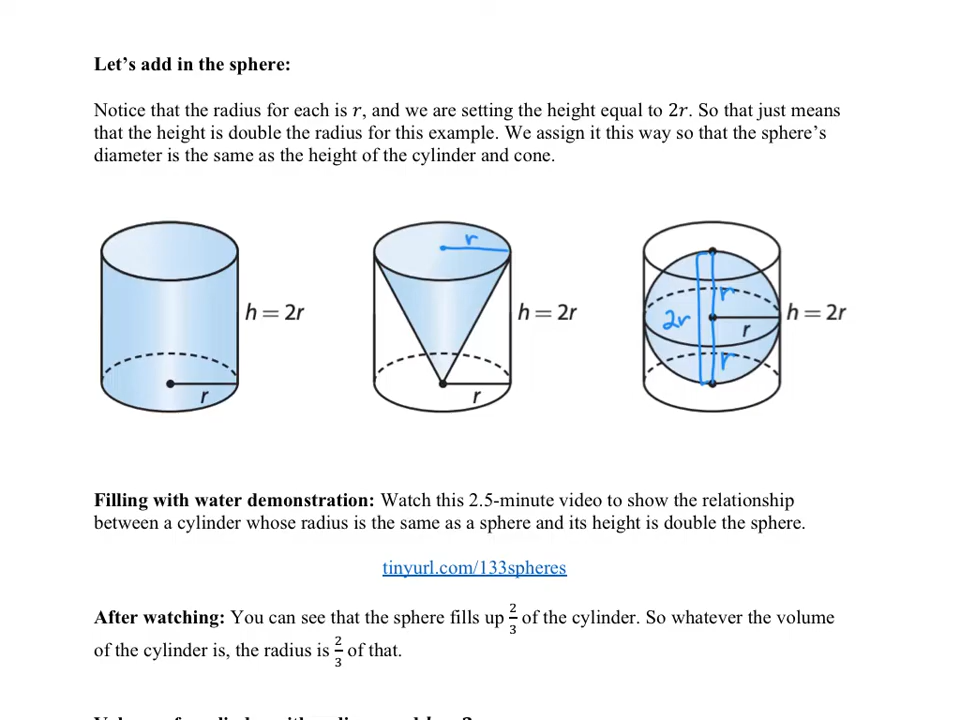 Let's add in the sphere:
Notice that the radius for each is r, and we are setting the height equal to 2r. So that just means
that the height is double the radius for this example. We assign it this way so that the sphere's
diameter is the same as the height of the cylinder and cone.
r
h = 2r
r
h = 2r
r
2r
r
r
r
h = 2r
Filling with water demonstration: Watch this 2.5-minute video to show the relationship
between a cylinder whose radius is the same as a sphere and its height is double the sphere.
tinyurl.com/133spheres
After watching: You can see that the sphere fills up 2/3 of the cylinder. So whatever the volume
of the cylinder is, the radius is 2/3 of that.